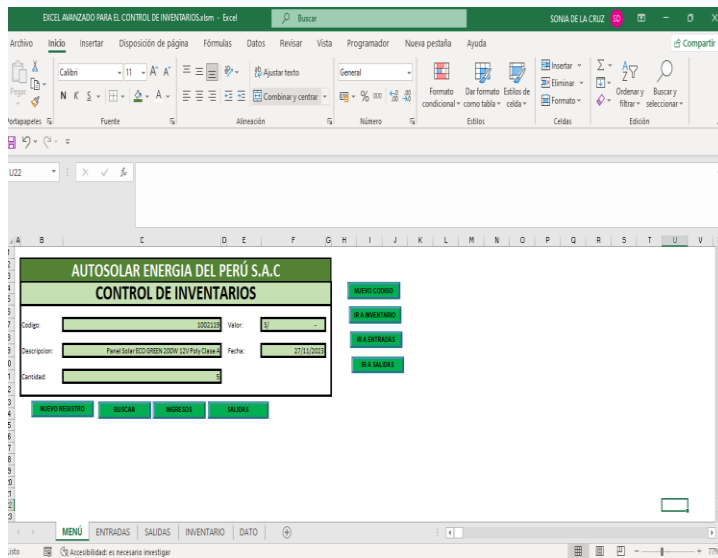 EXCEL AVANZADO PARA EL CONTROL DE INVENTARIOS.xlsm - Excel
Buscar
SONIA DE LA CRUZ SD
Archivo Inicio Insertar Disposición de página Fórmulas Datos Revisar Vista Programador Nueva pestaña Ayuda Compartir
Pegar
Calibri 11
N K S
Ajustar texto
Combinar y centrar
General
% 000
Formato condicional
Dar formato como tabla
Estilos de celda
Insertar
Eliminar
Formato
Ordenar y filtrar
Buscar y seleccionar
Portapapeles Fuente Alineación Número Estilos Celdas Edición
U22 fx
A B C D E F G H I J K L M N O P Q R S T U V
AUTOSOLAR ENERGIA DEL PERÚ S.A.C
CONTROL DE INVENTARIOS
NUEVO CODIGO
IR A INVENTARIO
Codigo: 1002119 Valor: S/ -
IR A ENTRADAS
Descripcion: Panel Solar ECO GREEN 200W 12V Poly Clase A Fecha: 27/11/2023
IR A SALIDAS
Cantidad: 5
NUEVO REGISTRO BUSCAR INGRESOS SALIDAS
MENÚ ENTRADAS SALIDAS INVENTARIO DATO
Listo Accesibilidad: es necesario investigar